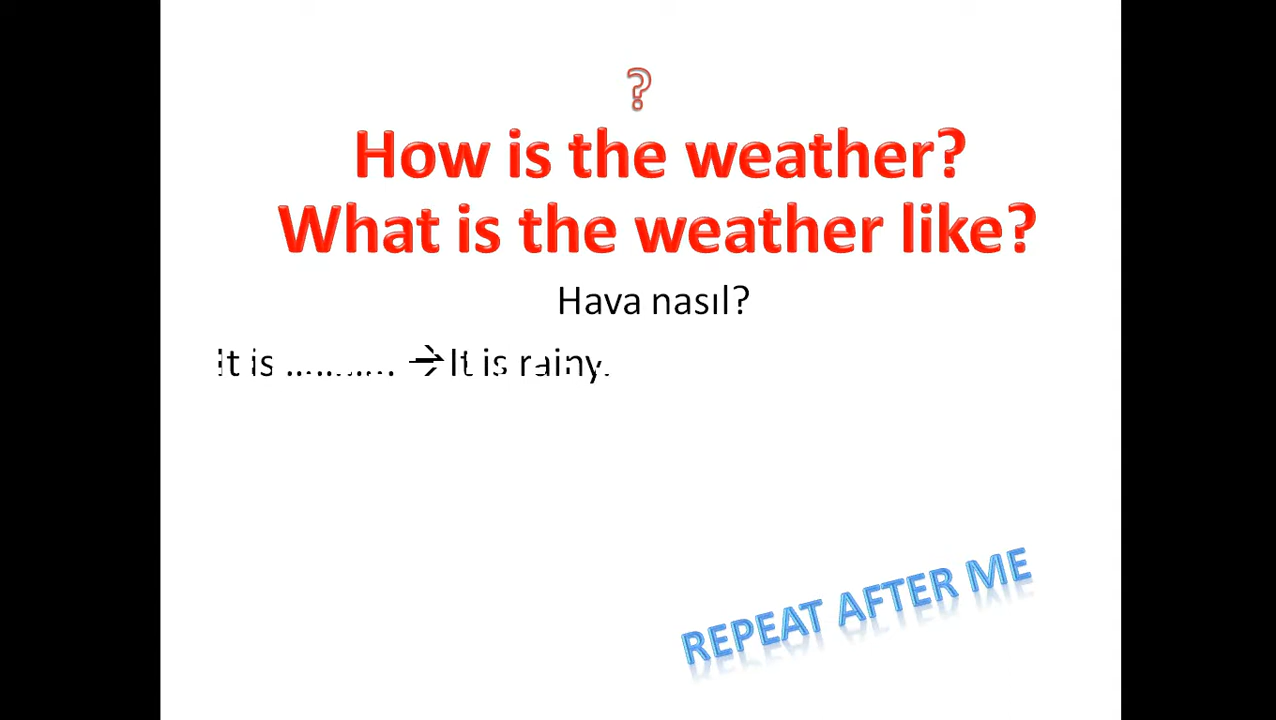 ?
How is the weather?
What is the weather like?
Hava nasıl?
It is .......... →It is rainy.
REPEAT AFTER ME